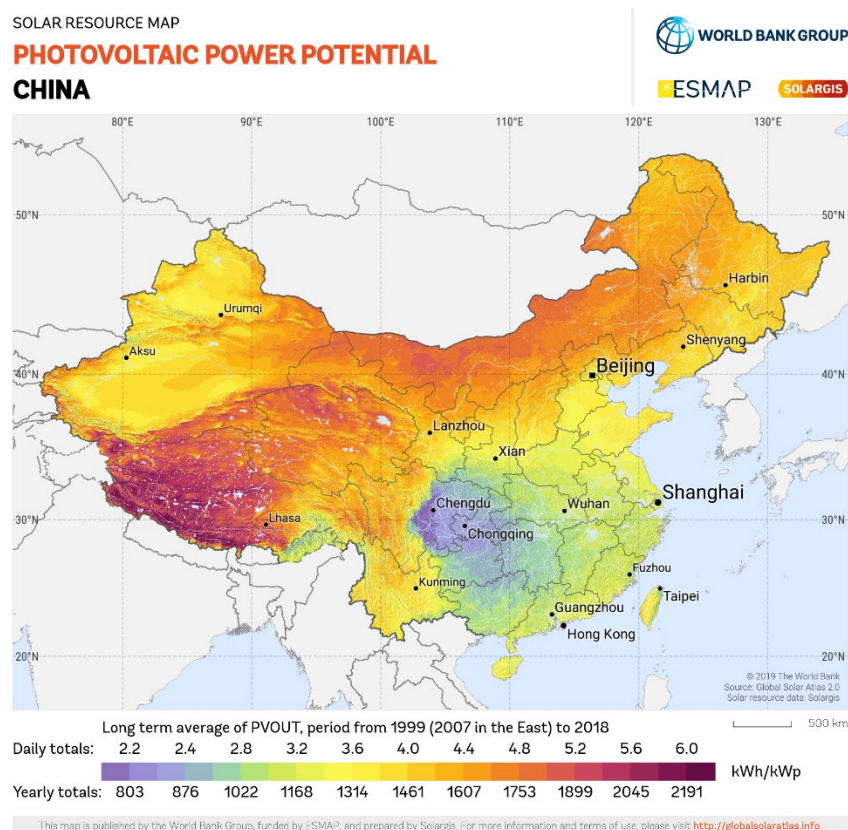 SOLAR RESOURCE MAP
PHOTOVOLTAIC POWER POTENTIAL
CHINA
WORLD BANK GROUP
ESMAP
SOLARGIS
80°E 90°E 100°E 110°E 120°E 130°E
50°N 50°N
Harbin
Urumqi
Shenyang
Aksu
Beijing
40°N 40°N
Lanzhou
Xian
Chengdu
Wuhan
Shanghai
30°N 30°N
Lhasa
Chongqing
Kunming
Fuzhou
Taipei
Guangzhou
Hong Kong
20°N 20°N
© 2019 The World Bank
Source: Global Solar Atlas 2.0
Solar resource data: Solargis
Long term average of PVOUT, period from 1999 (2007 in the East) to 2018
500 km
Daily totals: 2.2 2.4 2.8 3.2 3.6 4.0 4.4 4.8 5.2 5.6 6.0
kWh/kWp
Yearly totals: 803 876 1022 1168 1314 1461 1607 1753 1899 2045 2191
This map is published by the World Bank Group, funded by ESMAP, and prepared by Solargis. For more information and terms of use, please visit http://globalsolaratlas.info.